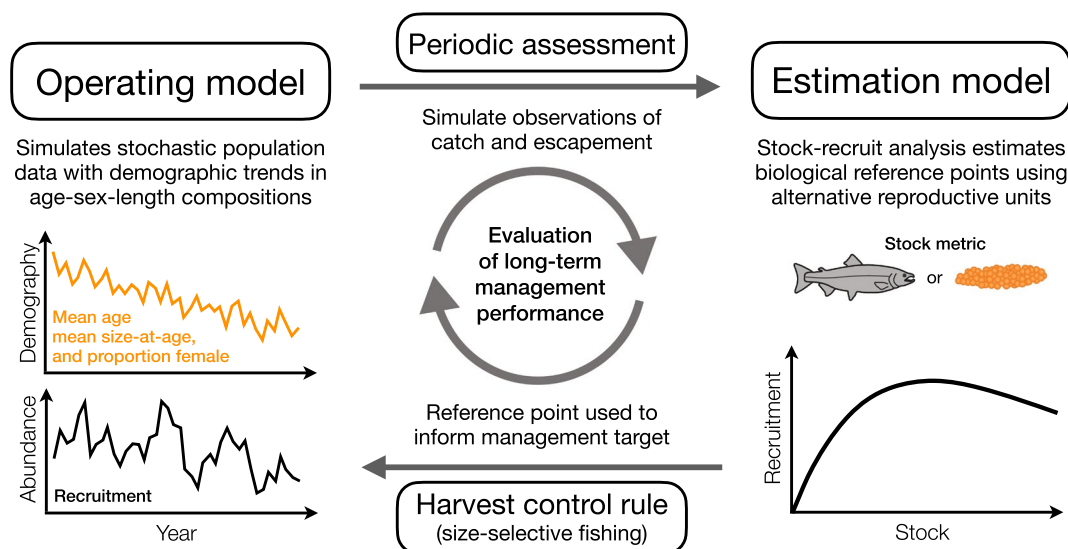 Periodic assessment
Operating model
Estimation model
Simulate observations of
catch and escapement
Simulates stochastic population
data with demographic trends in
age-sex-length compositions
Stock-recruit analysis estimates
biological reference points using
alternative reproductive units
Demography
Mean age
mean size-at-age,
and proportion female
Evaluation
of long-term
management
performance
Stock metric
or
Abundance
Recruitment
Year
Reference point used to
inform management target
Harvest control rule
(size-selective fishing)
Recruitment
Stock